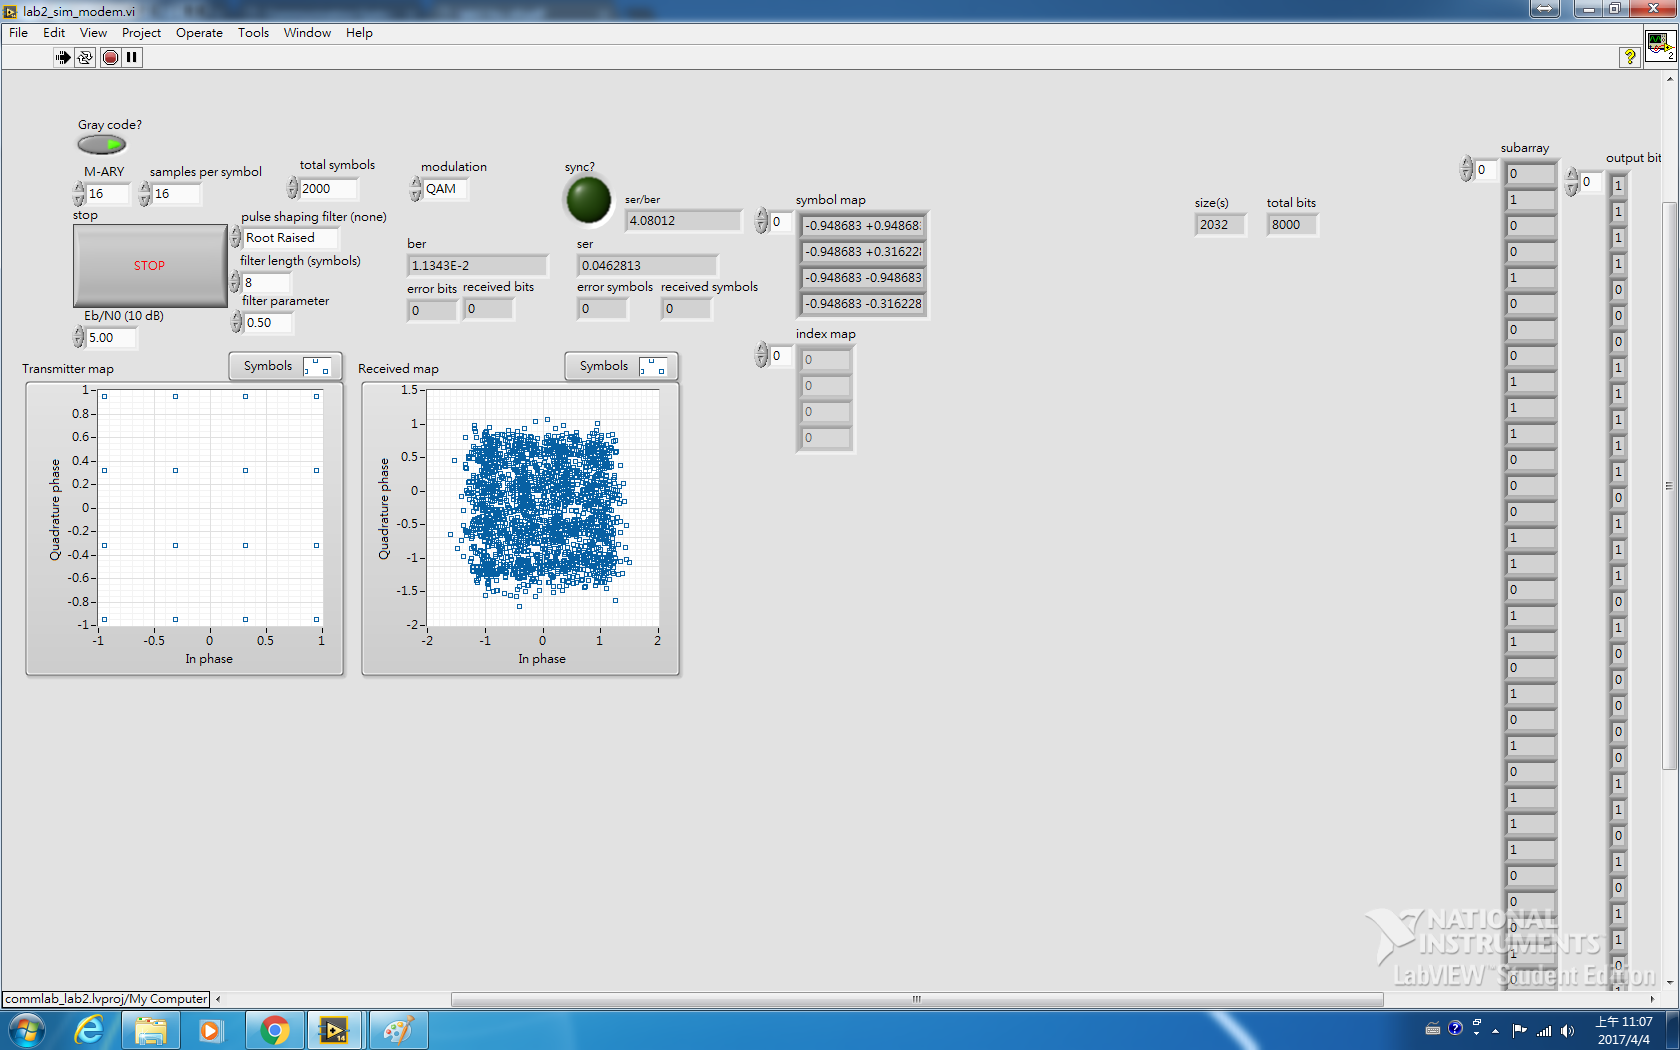 lab2_sim_modem.vi
File Edit View Project Operate Tools Window Help
2
Gray code?
M-ARY
16
samples per symbol
16
total symbols
2000
modulation
QAM
sync?
ser/ber
4.08012
stop
STOP
pulse shaping filter (none)
Root Raised
filter length (symbols)
8
filter parameter
0.50
Eb/N0 (10 dB)
5.00
ber
1.1343E-2
error bits
0
received bits
0
ser
0.0462813
error symbols
0
received symbols
0
symbol map
0
-0.948683 +0.94868
-0.948683 +0.31622
-0.948683 -0.948683
-0.948683 -0.316228
index map
0
0
0
0
0
size(s)
2032
total bits
8000
Transmitter map
Symbols
1
0.8
0.6
0.4
0.2
0
-0.2
-0.4
-0.6
-0.8
-1
Quadrature phase
-1 -0.5 0 0.5 1
In phase
Received map
Symbols
1.5
1
0.5
0
-0.5
-1
-1.5
-2
Quadrature phase
-2 -1 0 1 2
In phase
subarray
0
0
1
0
0
1
0
0
0
1
1
1
0
0
0
1
1
0
1
1
0
1
0
1
0
1
1
1
0
0
0
1
0
output bit
0
1
1
1
1
0
0
0
1
1
1
1
1
0
1
1
1
0
1
0
0
0
0
0
1
1
0
1
0
1
1
0
NATIONAL
INSTRUMENTS
LabVIEW™ Student Edition
commlab_lab2.lvproj/My Computer
14
上午 11:07
2017/4/4